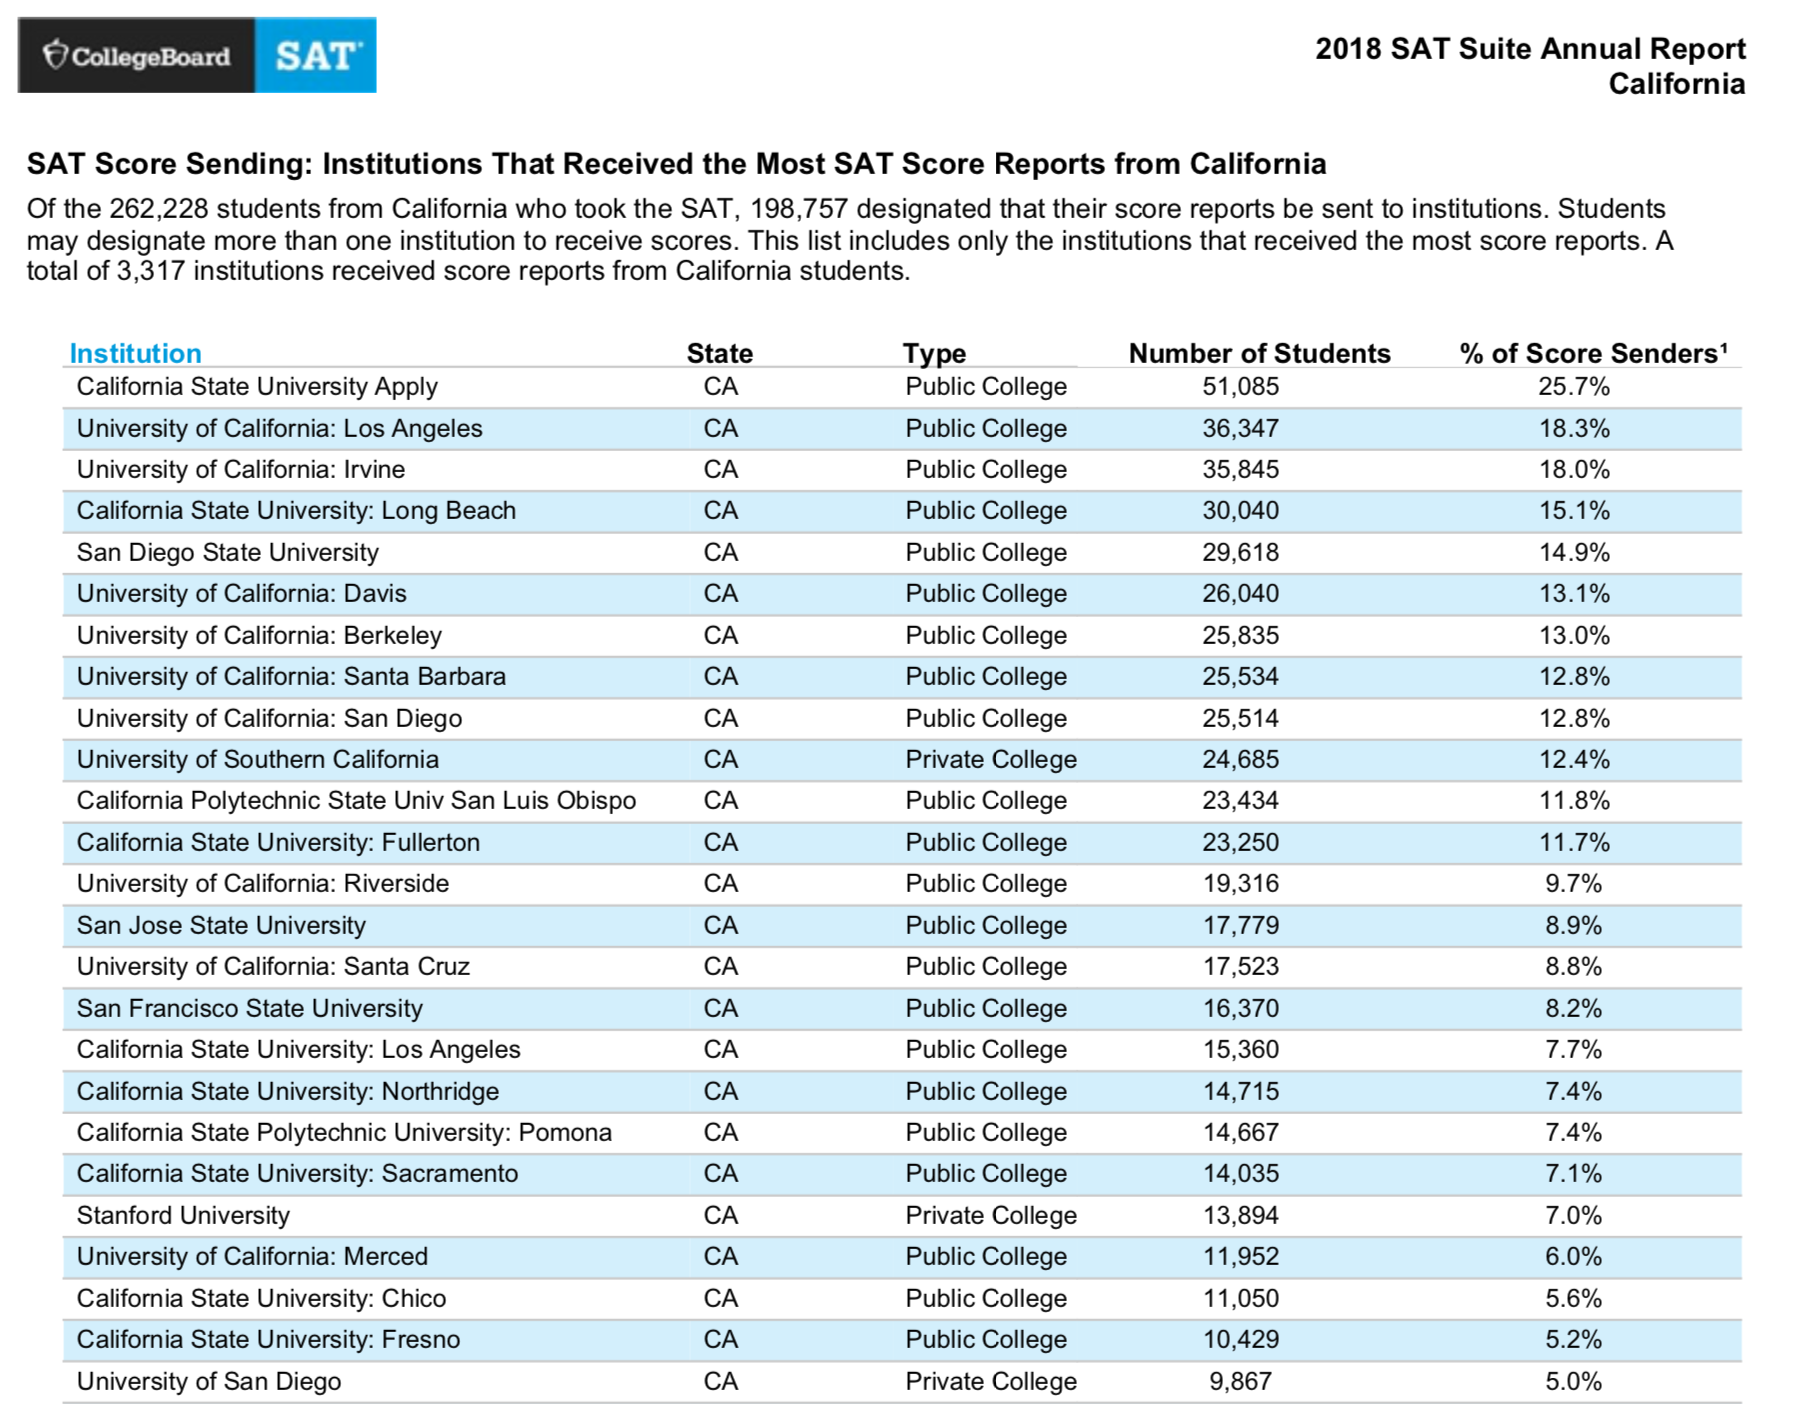 CollegeBoard SAT®
2018 SAT Suite Annual Report
California
SAT Score Sending: Institutions That Received the Most SAT Score Reports from California
Of the 262,228 students from California who took the SAT, 198,757 designated that their score reports be sent to institutions. Students
may designate more than one institution to receive scores. This list includes only the institutions that received the most score reports. A
total of 3,317 institutions received score reports from California students.
Institution State Type Number of Students % of Score Senders¹
California State University Apply CA Public College 51,085 25.7%
University of California: Los Angeles CA Public College 36,347 18.3%
University of California: Irvine CA Public College 35,845 18.0%
California State University: Long Beach CA Public College 30,040 15.1%
San Diego State University CA Public College 29,618 14.9%
University of California: Davis CA Public College 26,040 13.1%
University of California: Berkeley CA Public College 25,835 13.0%
University of California: Santa Barbara CA Public College 25,534 12.8%
University of California: San Diego CA Public College 25,514 12.8%
University of Southern California CA Private College 24,685 12.4%
California Polytechnic State Univ San Luis Obispo CA Public College 23,434 11.8%
California State University: Fullerton CA Public College 23,250 11.7%
University of California: Riverside CA Public College 19,316 9.7%
San Jose State University CA Public College 17,779 8.9%
University of California: Santa Cruz CA Public College 17,523 8.8%
San Francisco State University CA Public College 16,370 8.2%
California State University: Los Angeles CA Public College 15,360 7.7%
California State University: Northridge CA Public College 14,715 7.4%
California State Polytechnic University: Pomona CA Public College 14,667 7.4%
California State University: Sacramento CA Public College 14,035 7.1%
Stanford University CA Private College 13,894 7.0%
University of California: Merced CA Public College 11,952 6.0%
California State University: Chico CA Public College 11,050 5.6%
California State University: Fresno CA Public College 10,429 5.2%
University of San Diego CA Private College 9,867 5.0%